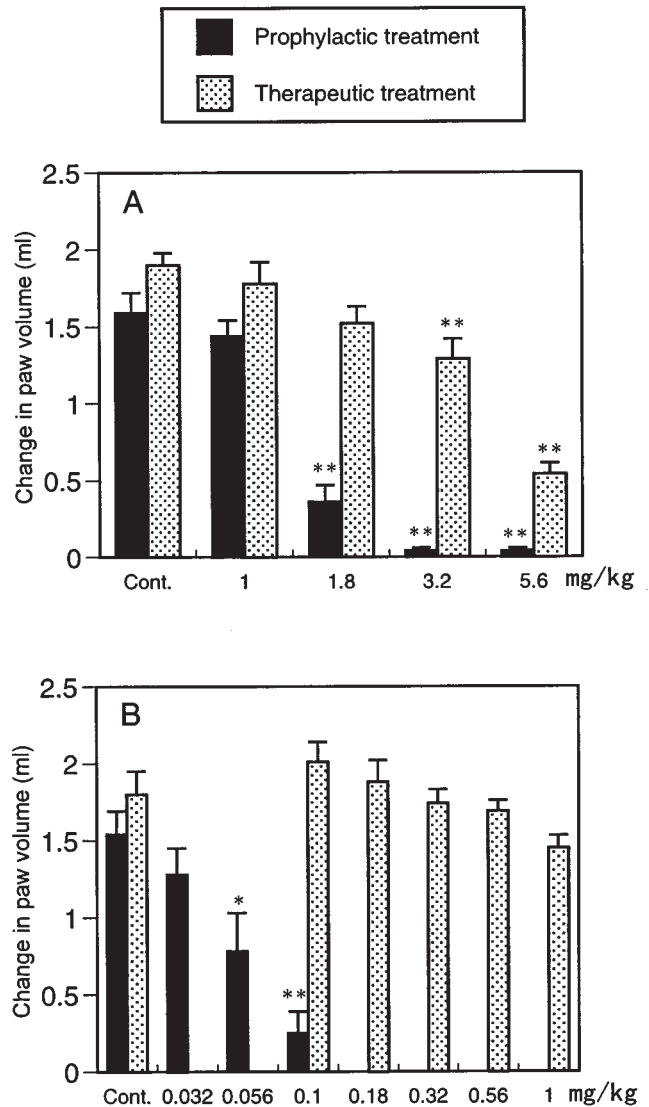 Prophylactic treatment
Therapeutic treatment
A
Change in paw volume (ml)
2.5
2
1.5
1
0.5
0
**
**
**
**
**
Cont. 1 1.8 3.2 5.6 mg/kg
B
Change in paw volume (ml)
2.5
2
1.5
1
0.5
0
*
**
Cont. 0.032 0.056 0.1 0.18 0.32 0.56 1 mg/kg